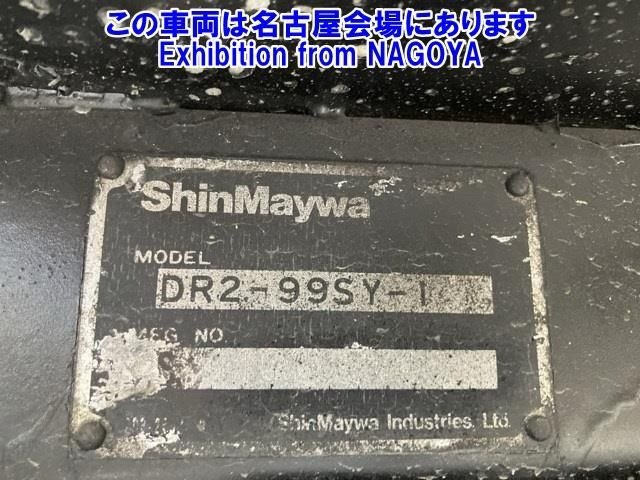 この車両は名古屋会場にあります
Exhibition from NAGOYA
ShinMaywa
MODEL
DR2-99SY-1
MFG NO
ShinMaywa Industries, Ltd.